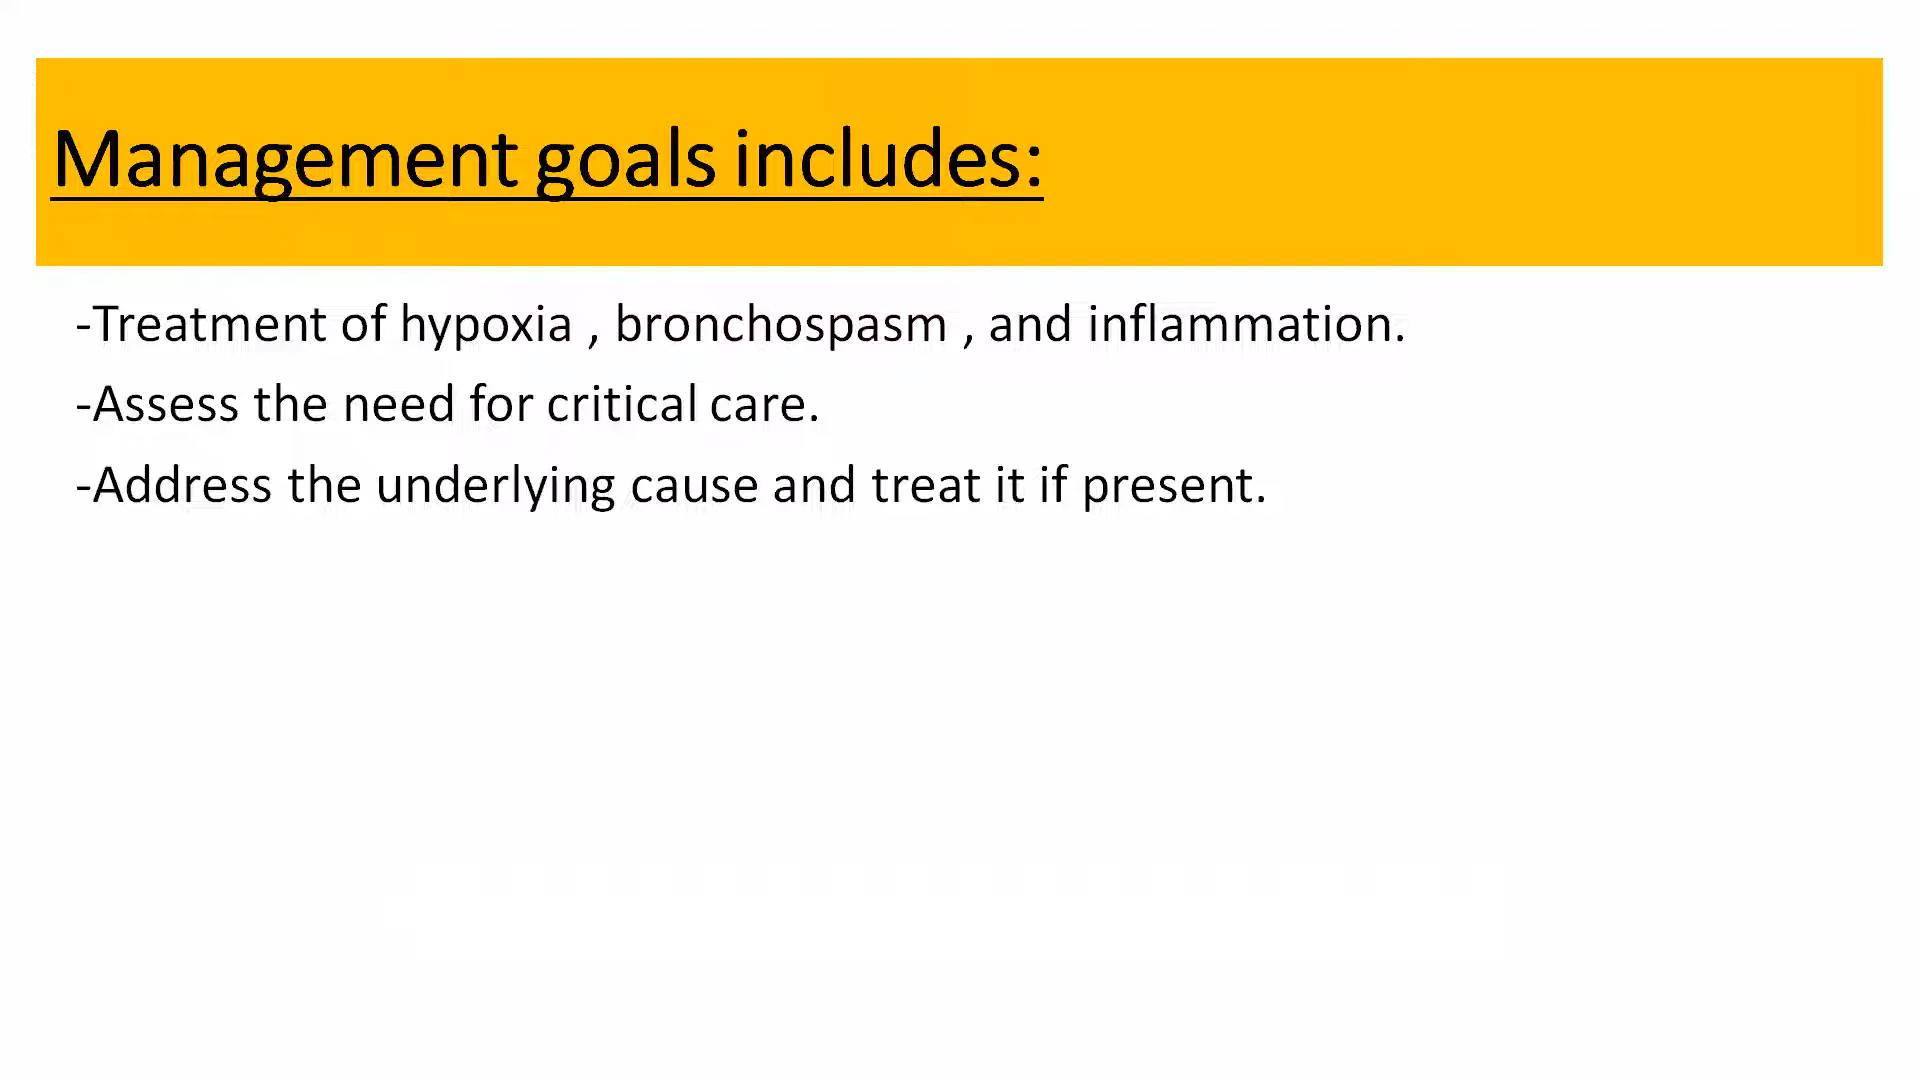 Management goals includes:
-Treatment of hypoxia , bronchospasm , and inflammation.
-Assess the need for critical care.
-Address the underlying cause and treat it if present.